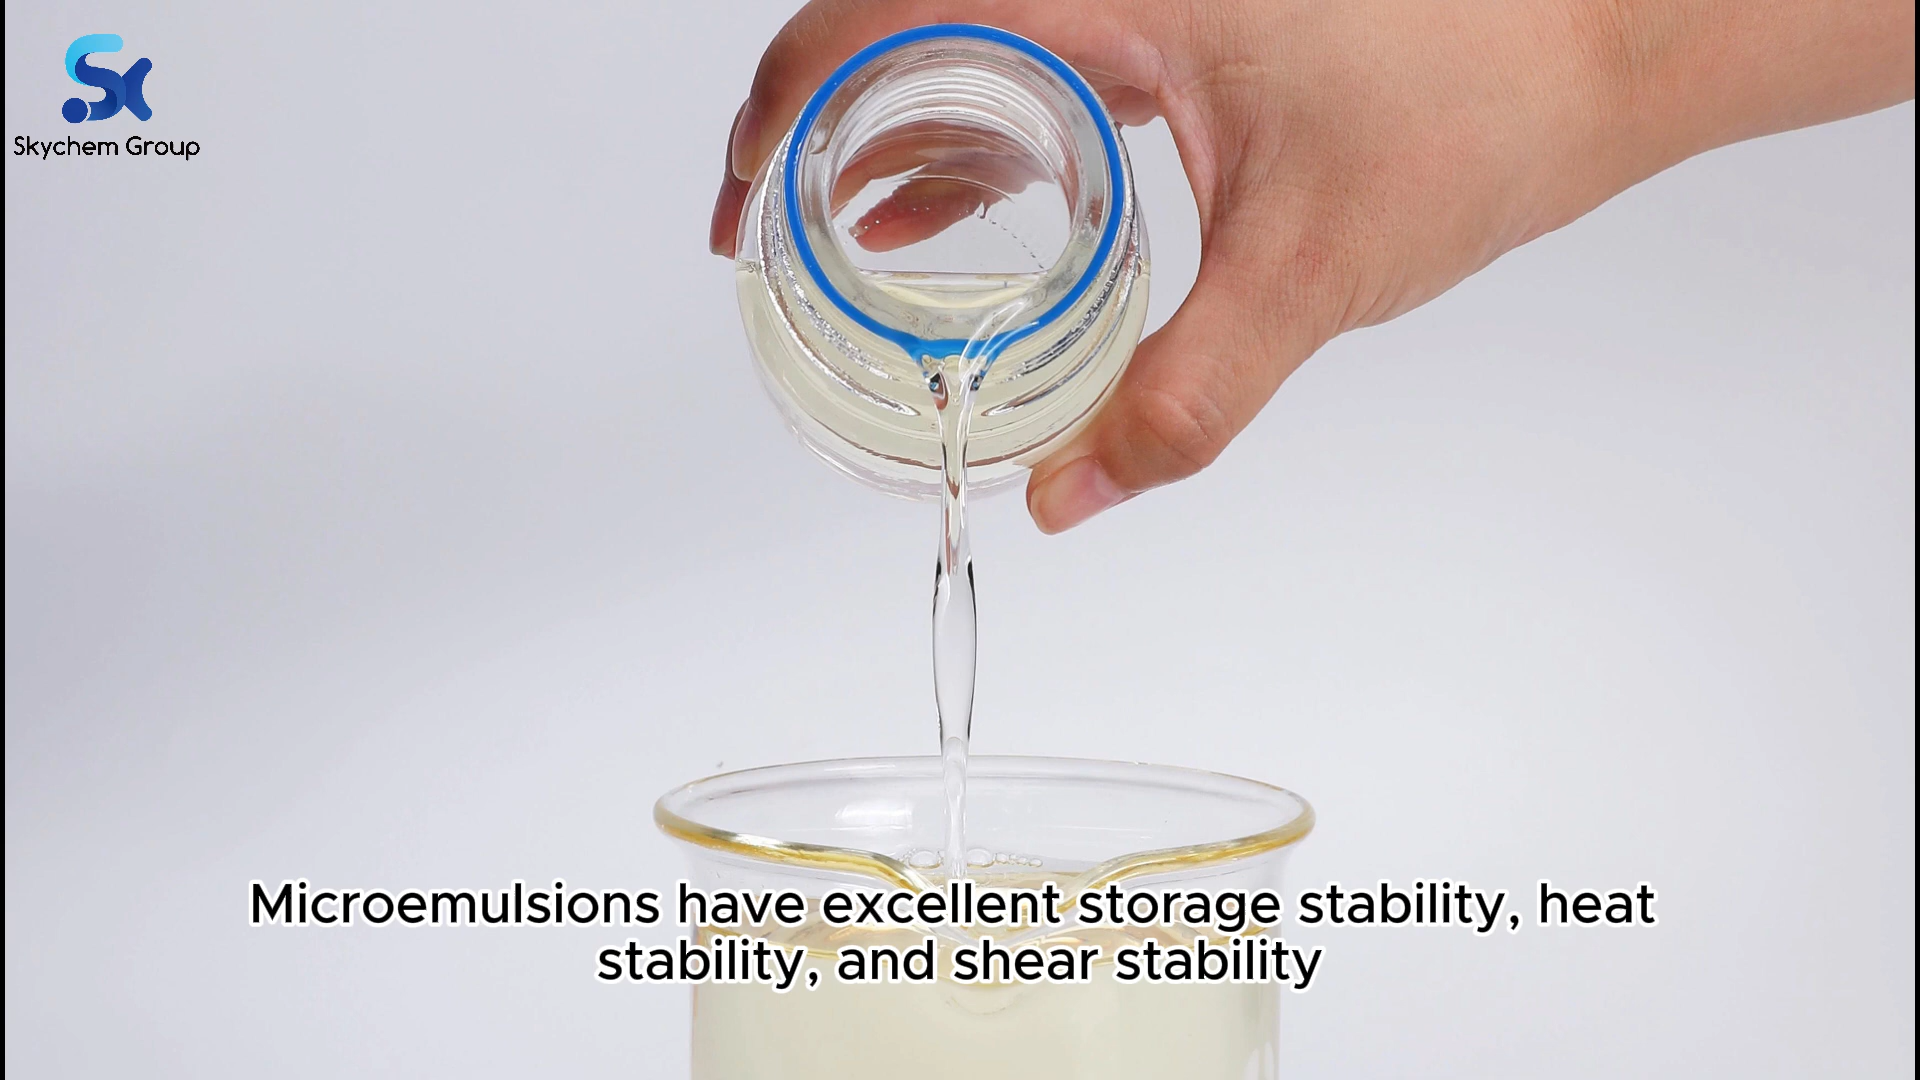 Skychem Group
Microemulsions have excellent storage stability, heat
stability, and shear stability